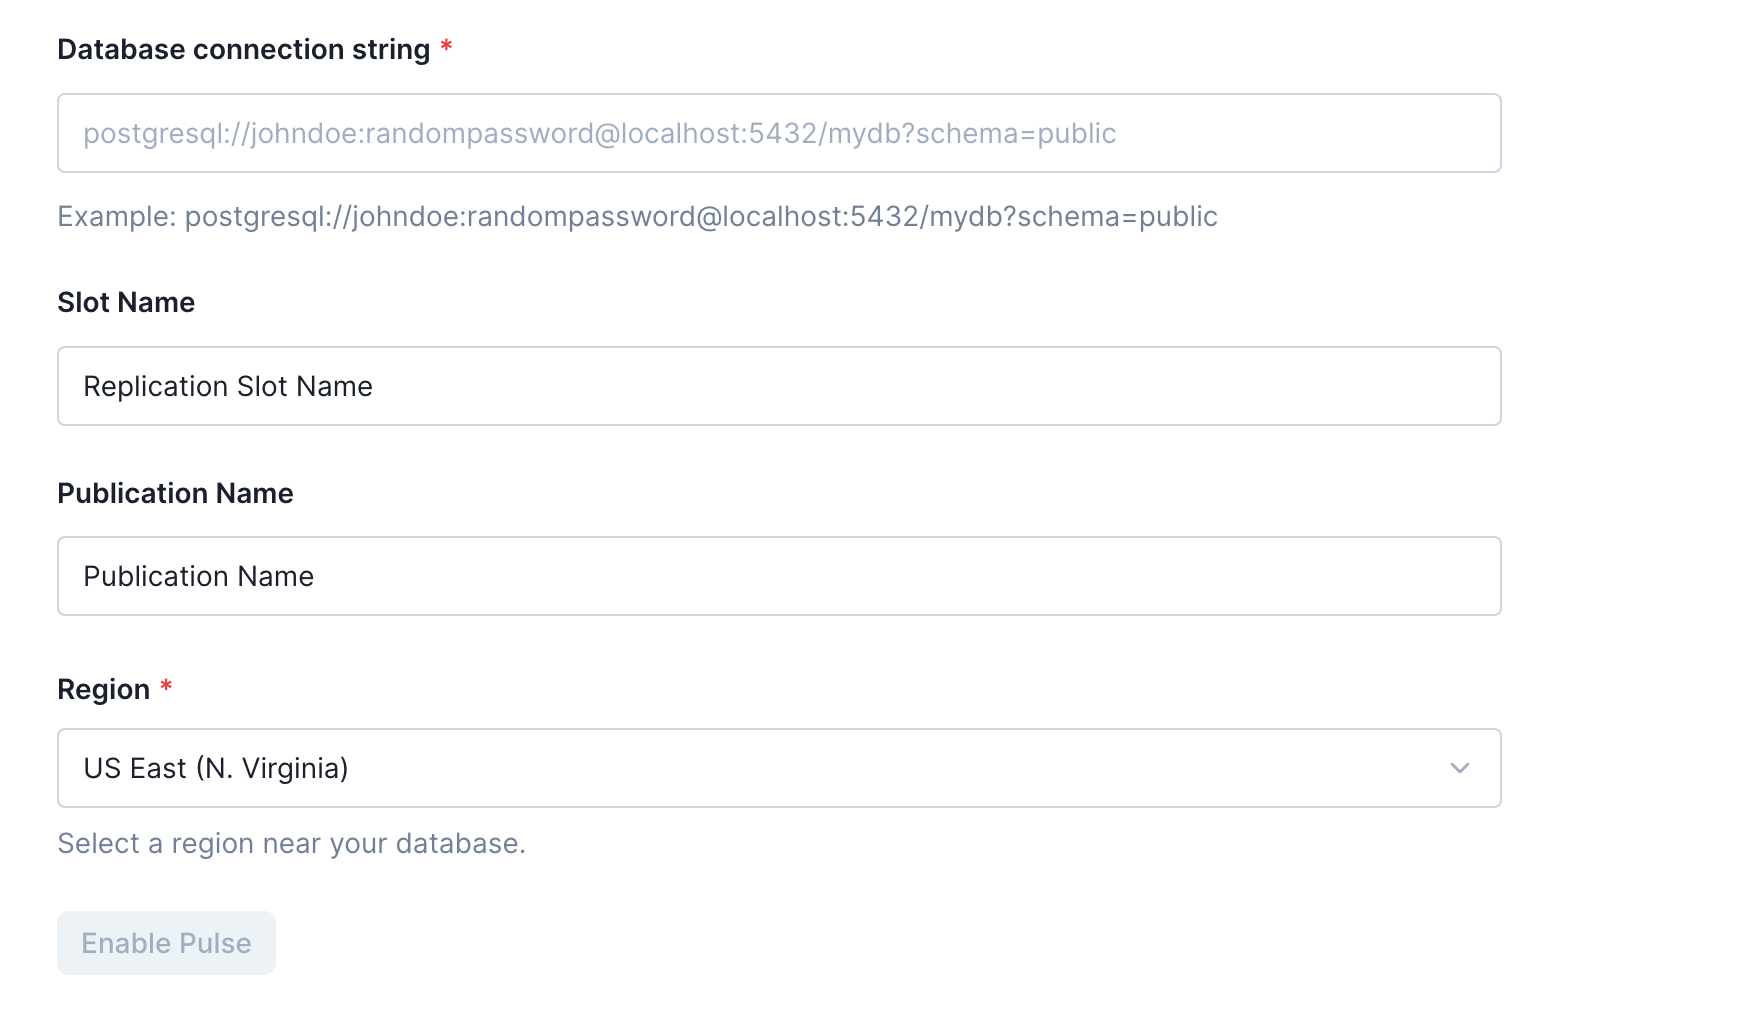 Database connection string *
postgresql://johndoe:randompassword@localhost:5432/mydb?schema=public
Example: postgresql://johndoe:randompassword@localhost:5432/mydb?schema=public
Slot Name
Replication Slot Name
Publication Name
Publication Name
Region *
US East (N. Virginia)
Select a region near your database.
Enable Pulse